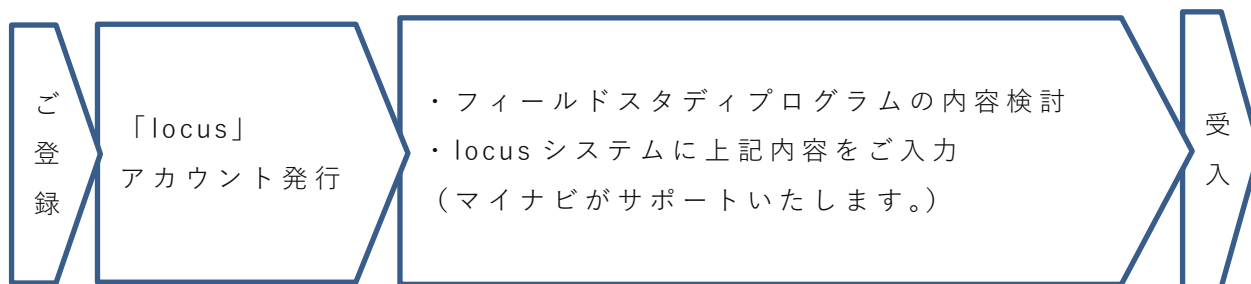 ご登録
「locus」
アカウント発行
・フィールドスタディプログラムの内容検討
・locusシステムに上記内容をご入力
（マイナビがサポートいたします。）
受入